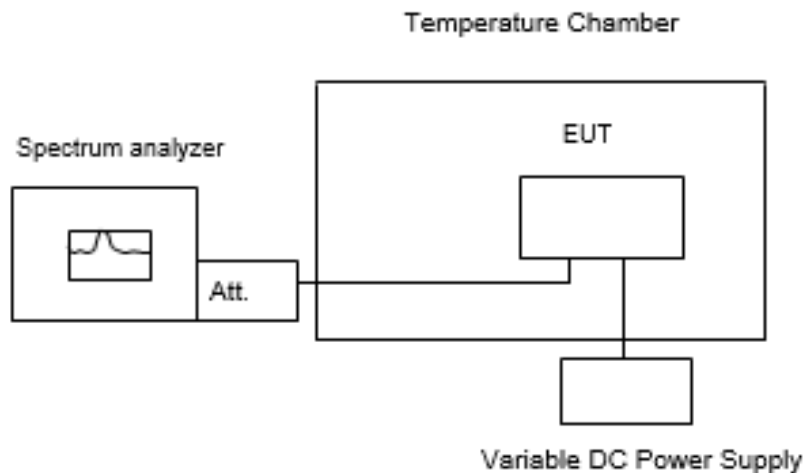 Temperature Chamber
EUT
Spectrum analyzer
Att.
Variable DC Power Supply